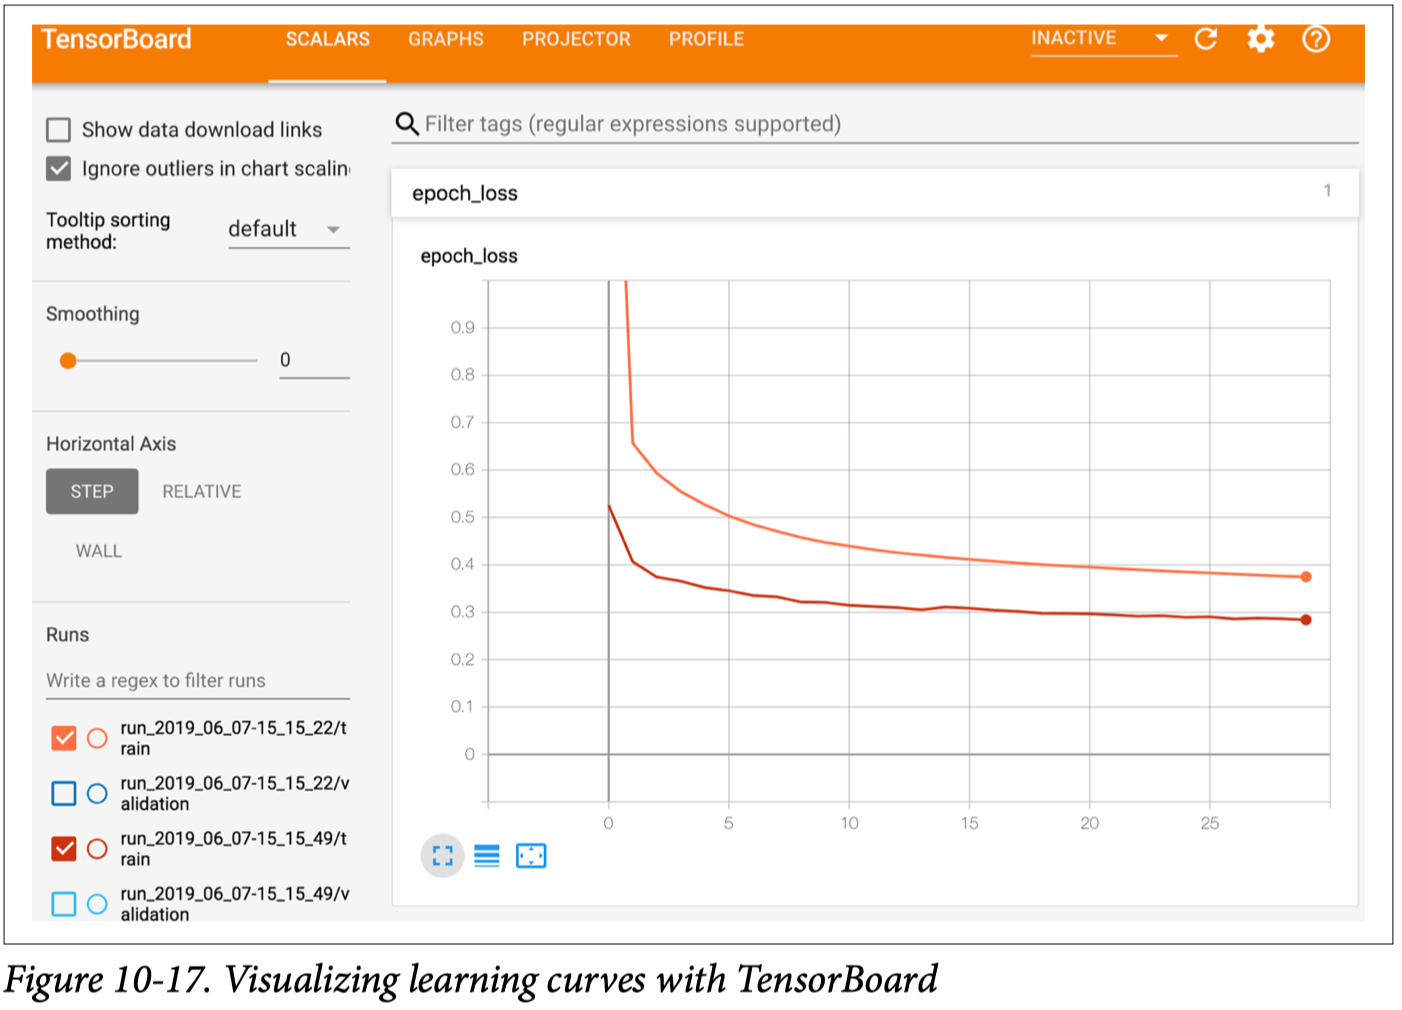 TensorBoard SCALARS GRAPHS PROJECTOR PROFILE INACTIVE
Show data download links
Ignore outliers in chart scalin
Tooltip sorting
method:
default
Smoothing
0
Horizontal Axis
STEP RELATIVE
WALL
Runs
Write a regex to filter runs
run_2019_06_07-15_15_22/t
rain
run_2019_06_07-15_15_22/v
alidation
run_2019_06_07-15_15_49/t
rain
run_2019_06_07-15_15_49/v
alidation
Filter tags (regular expressions supported)
epoch_loss 1
epoch_loss
0.9
0.8
0.7
0.6
0.5
0.4
0.3
0.2
0.1
0
0 5 10 15 20 25
Figure 10-17. Visualizing learning curves with TensorBoard